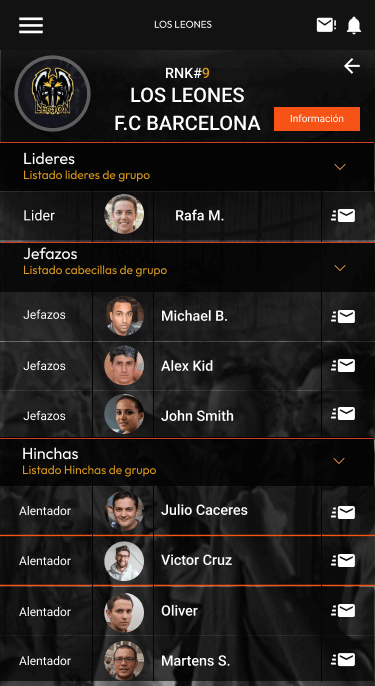 LOS LEONES
RNK#9
LOS LEONES
F.C BARCELONA
Información
LEGION
Lideres
Listado lideres de grupo
Lider
Rafa M.
Jefazos
Listado cabecillas de grupo
Jefazos
Michael B.
Jefazos
Alex Kid
Jefazos
John Smith
Hinchas
Listado Hinchas de grupo
Alentador
Julio Caceres
Alentador
Victor Cruz
Alentador
Oliver
Alentador
Martens S.